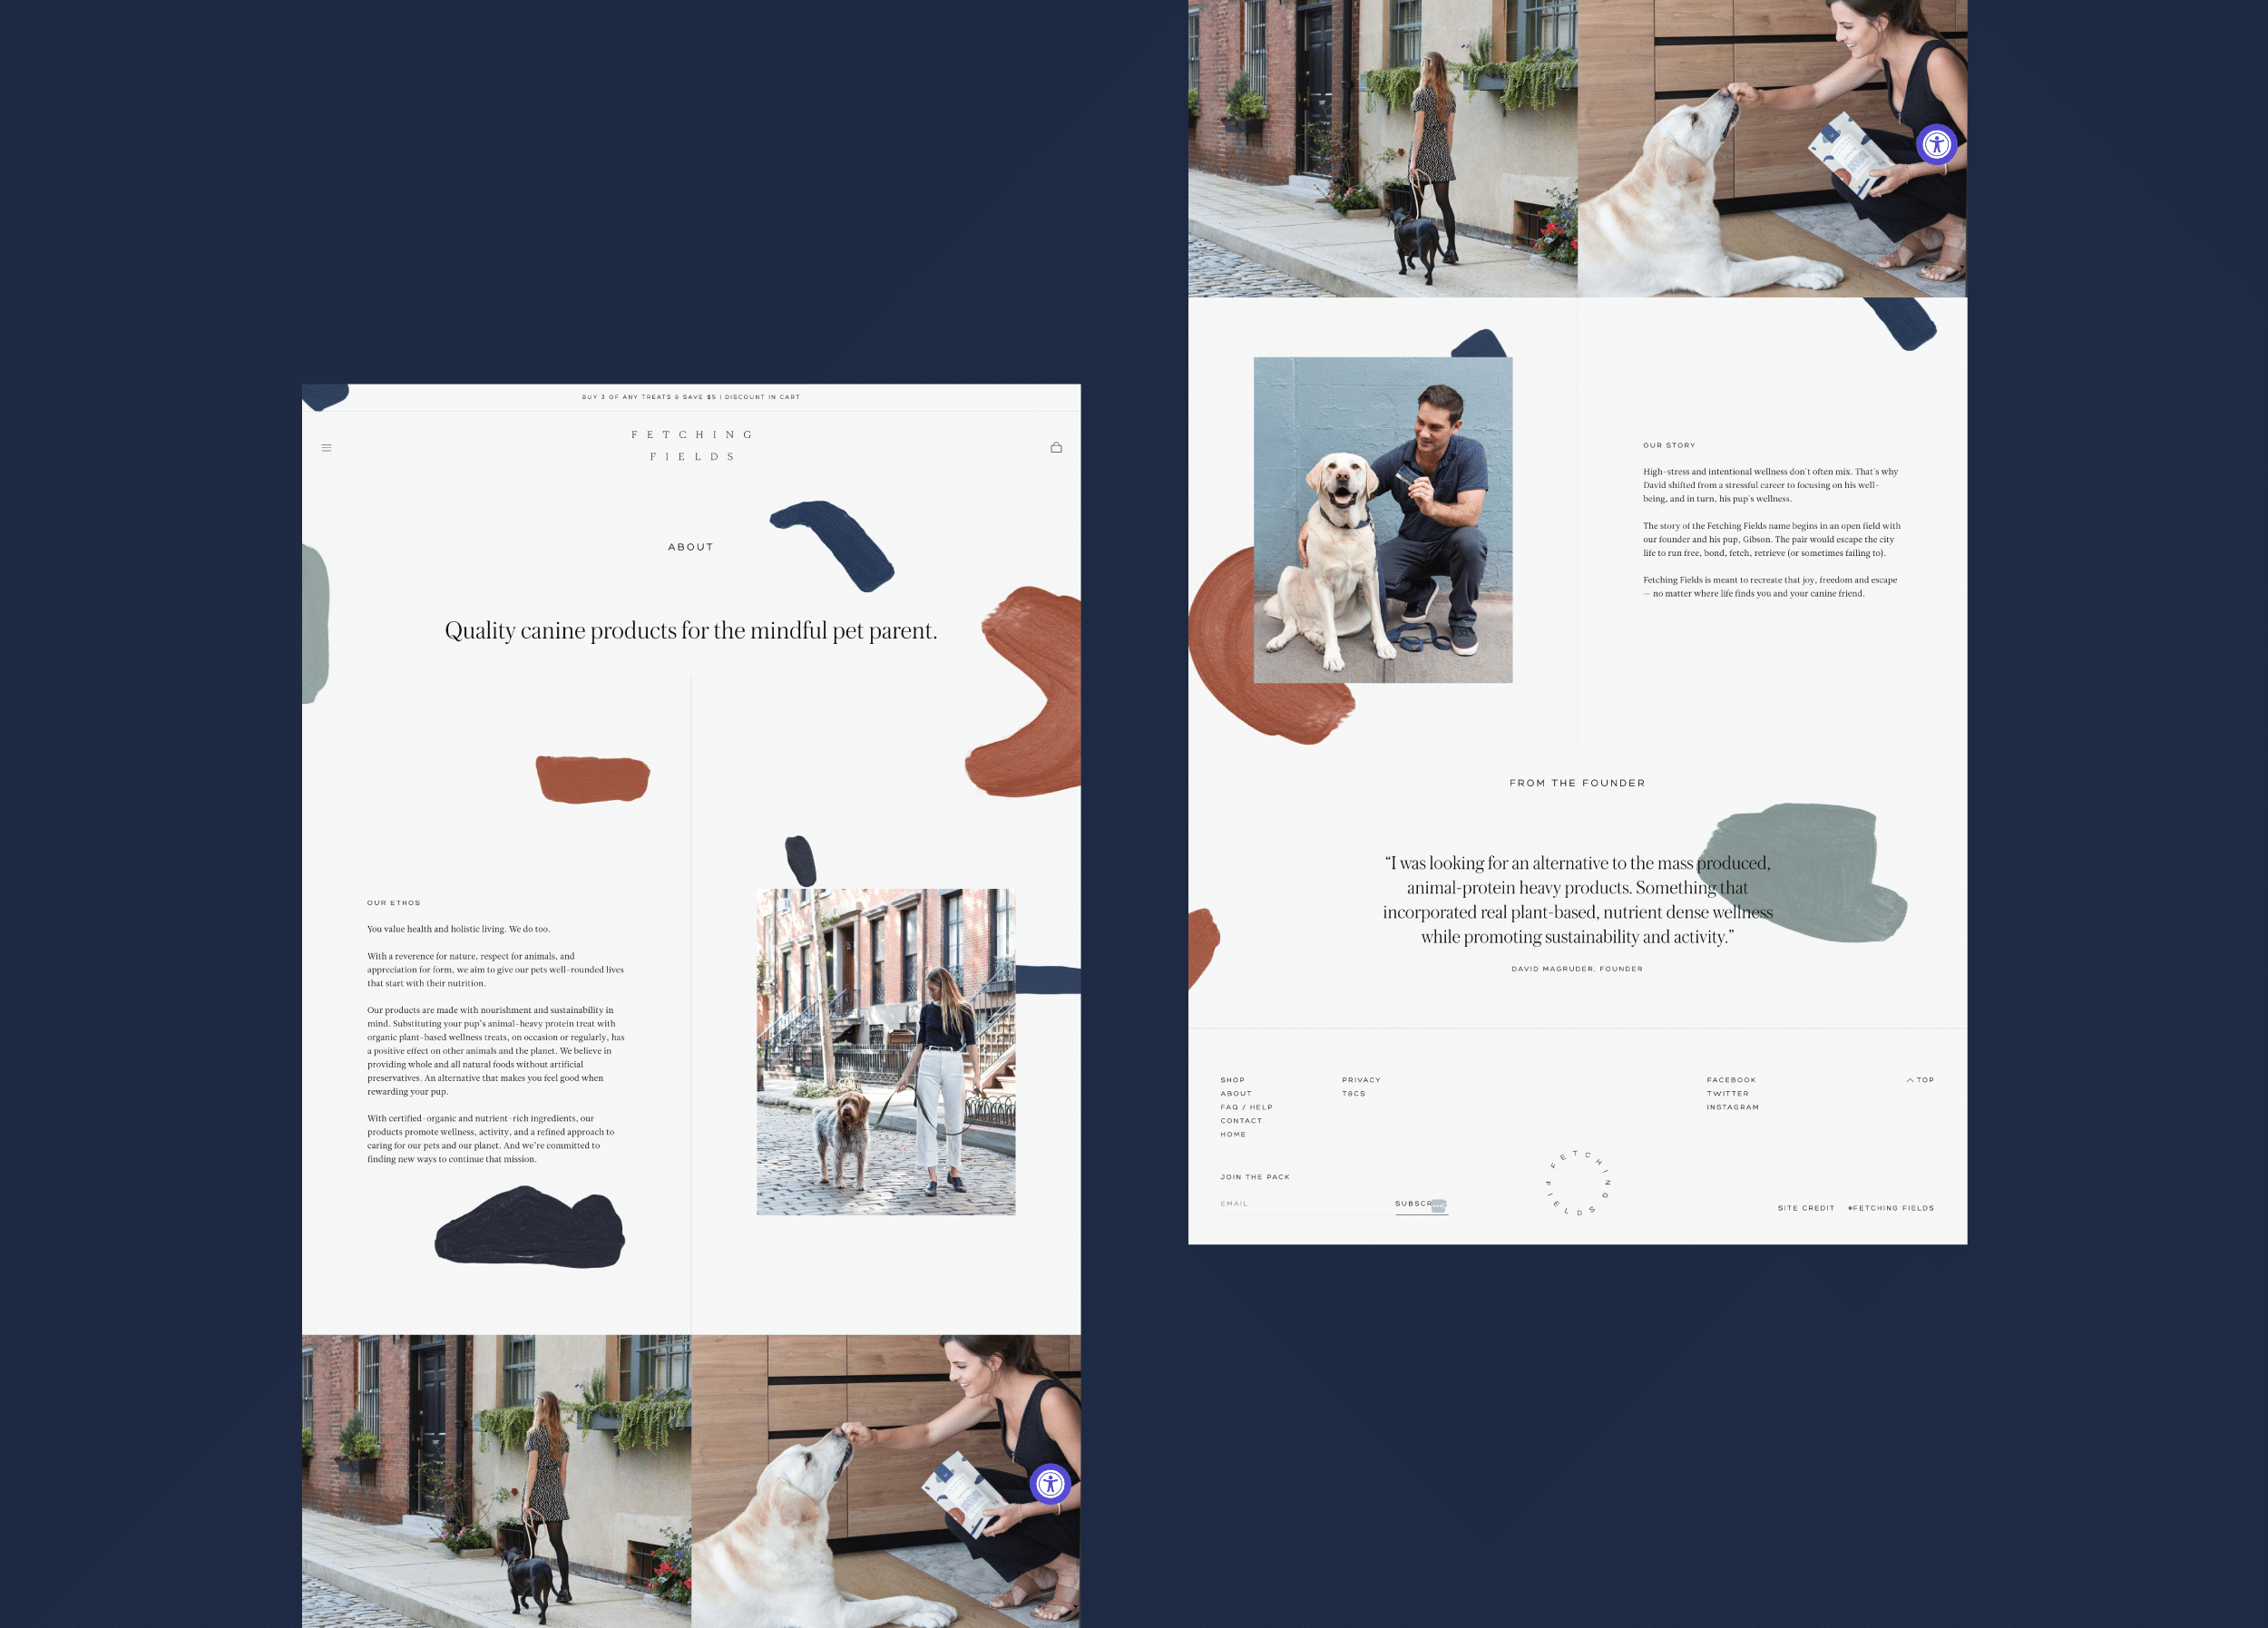 BUY 3 OF ANY TREATS & SAVE $5 | DISCOUNT IN CART
FETCHING
FIELDS
ABOUT
Quality canine products for the mindful pet parent.
OUR ETHOS
You value health and holistic living. We do too.
With a reverence for nature, respect for animals, and
appreciation for form, we aim to give our pets well-rounded lives
that start with their nutrition.
Our products are made with nourishment and sustainability in
mind. Substituting your pup's animal-heavy protein treat with
organic plant-based wellness treats, on occasion or regularly, has
a positive effect on other animals and the planet. We believe in
providing whole and all natural foods without artificial
preservatives. An alternative that makes you feel good when
rewarding your pup.
With certified-organic and nutrient-rich ingredients, our
products promote wellness, activity, and a refined approach to
caring for our pets and our planet. And we're committed to
finding new ways to continue that mission.
OUR STORY
High-stress and intentional wellness don't often mix. That's why
David shifted from a stressful career to focusing on his well-
being, and in turn, his pup's wellness.
The story of the Fetching Fields name begins in an open field with
our founder and his pup, Gibson. The pair would escape the city
life to run free, bond, fetch, retrieve (or sometimes failing to).
Fetching Fields is meant to recreate that joy, freedom and escape
— no matter where life finds you and your canine friend.
FROM THE FOUNDER
“I was looking for an alternative to the mass produced,
animal-protein heavy products. Something that
incorporated real plant-based, nutrient dense wellness
while promoting sustainability and activity.”
DAVID MAGRUDER, FOUNDER
SHOP
ABOUT
FAQ / HELP
CONTACT
HOME
PRIVACY
T&CS
FACEBOOK
TWITTER
INSTAGRAM
TOP
JOIN THE PACK
EMAIL
FETCHING FIELDS
SITE CREDIT ©FETCHING FIELDS